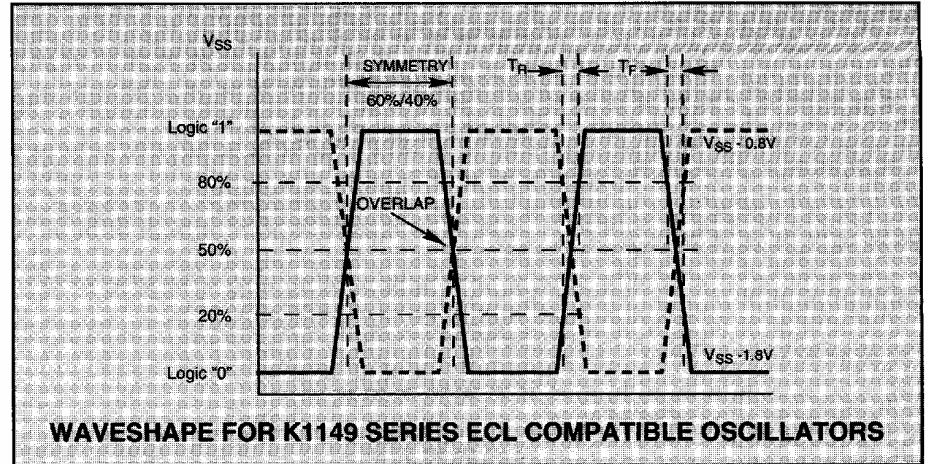 VSS
SYMMETRY
60%/40%
TR
TF
Logic "1"
VSS - 0.8V
80%
OVERLAP
50%
20%
VSS -1.8V
Logic "0"
WAVESHAPE FOR K1149 SERIES ECL COMPATIBLE OSCILLATORS